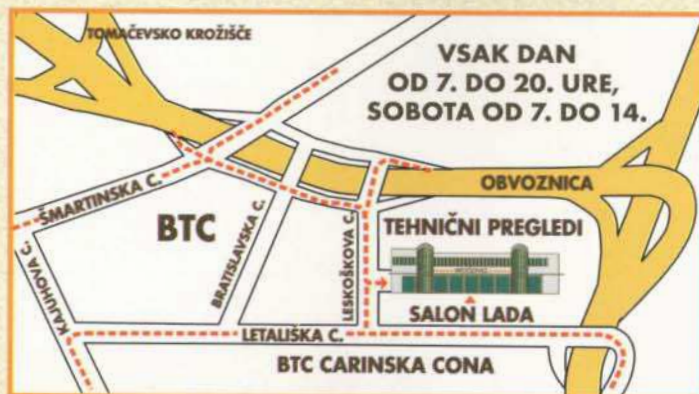 TOMAČEVSKO KROŽIŠČE
VSAK DAN
OD 7. DO 20. URE,
SOBOTA OD 7. DO 14.
OBVOZNICA
ŠMARTINSKA C.
BTC
BRATISLAVSKA C.
LESKOŠKOVA C.
TEHNIČNI PREGLEDI
KAJUHOVA C.
SALON LADA
LETALIŠKA C.
BTC CARINSKA CONA